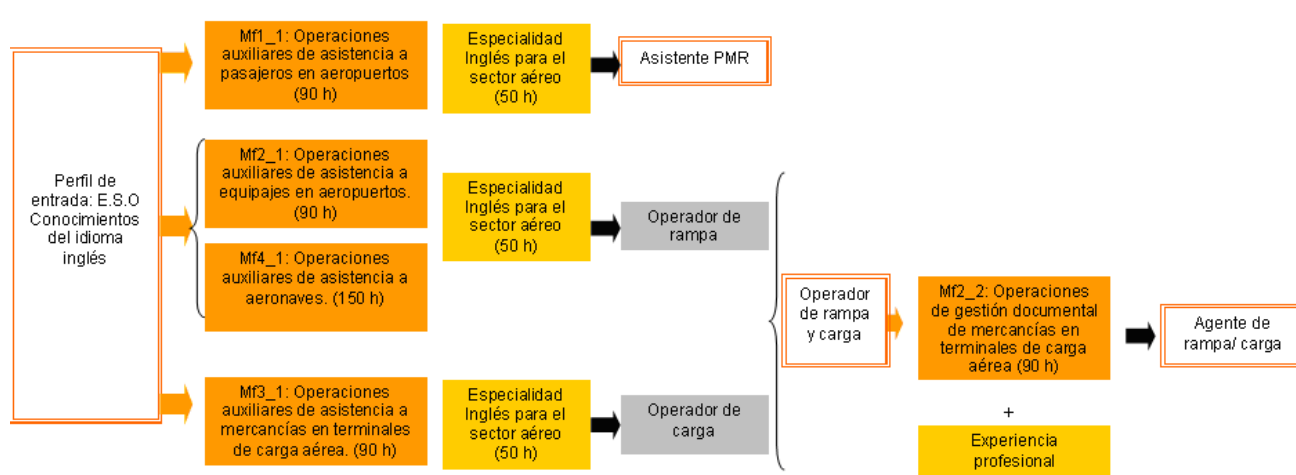 Perfil de
entrada: E.S.O
Conocimientos
del idioma
inglés
Mf1_1: Operaciones
auxiliares de asistencia a
pasajeros en aeropuertos
(90 h)
Especialidad
Inglés para el
sector aéreo
(50 h)
Asistente PMR
Mf2_1: Operaciones
auxiliares de asistencia a
equipajes en aeropuertos.
(90 h)
Mf4_1: Operaciones
auxiliares de asistencia a
aeronaves. (150 h)
Especialidad
Inglés para el
sector aéreo
(50 h)
Operador de
rampa
Mf3_1: Operaciones
auxiliares de asistencia a
mercancías en terminales
de carga aérea. (90 h)
Especialidad
Inglés para el
sector aéreo
(50 h)
Operador de
carga
Operador
de rampa
y carga
Mf2_2: Operaciones
de gestión documental
de mercancías en
terminales de carga
aérea (90 h)
+
Experiencia
profesional
Agente de
rampa/ carga